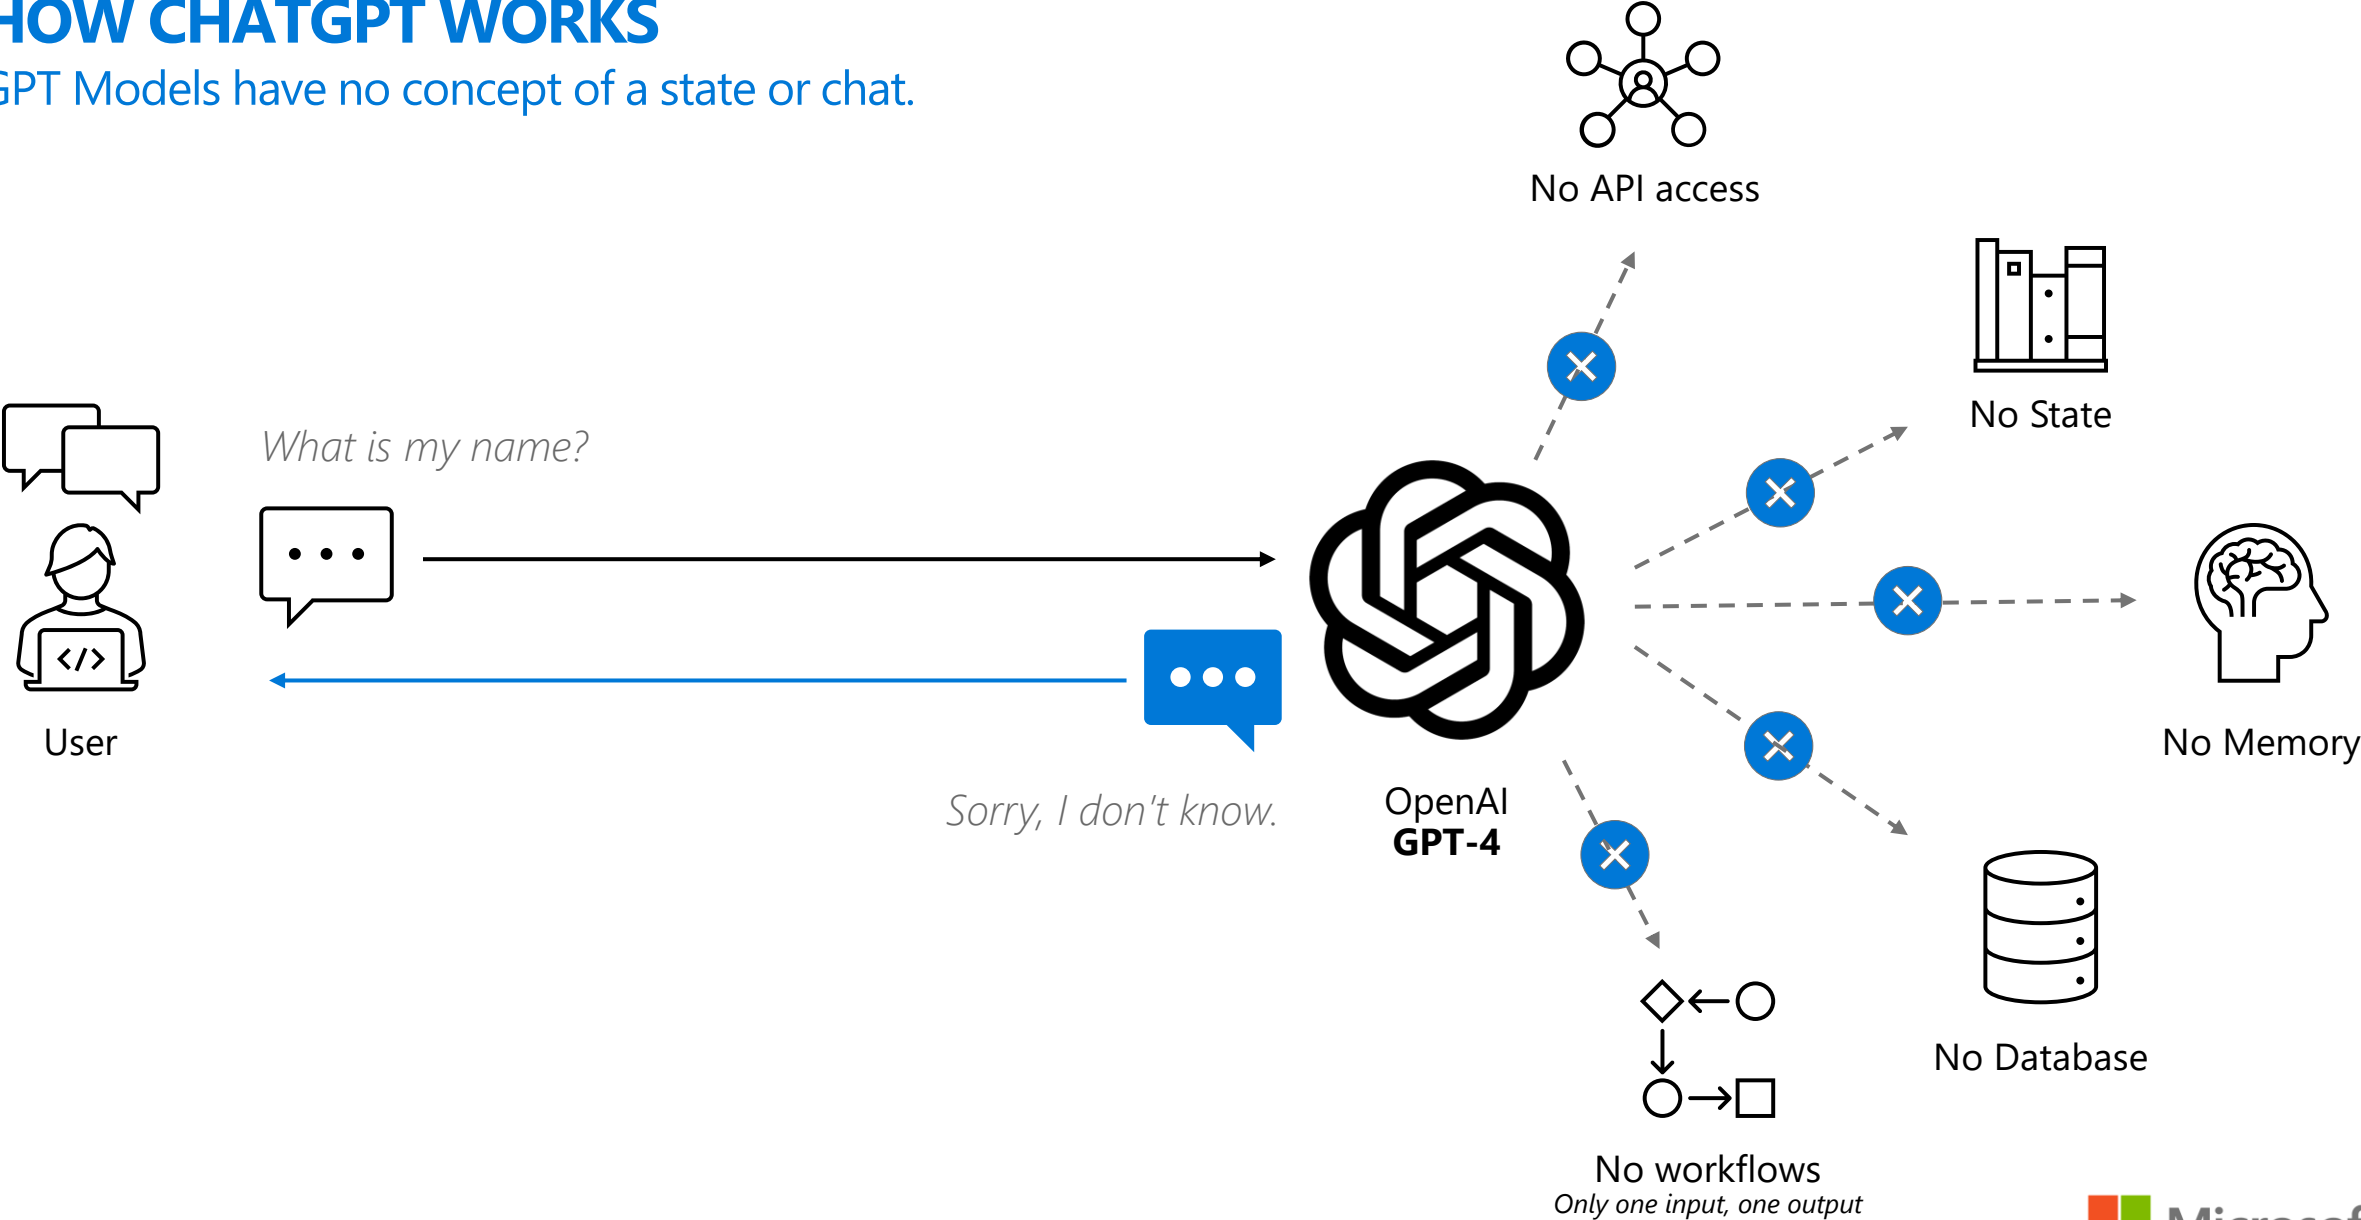 HOW CHATGPT WORKS
GPT Models have no concept of a state or chat.
No API access
No State
What is my name?
</>
User
No Memory
Sorry, I don't know.
OpenAI
GPT-4
No Database
No workflows
Only one input, one output
Microsoft